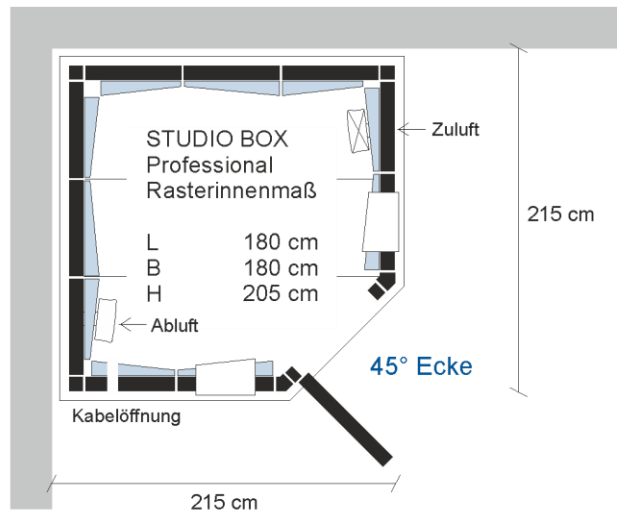 STUDIO BOX
Professional
Rasterinnenmaß
L 180 cm
B 180 cm
H 205 cm
Zuluft
215 cm
Abluft
45° Ecke
Kabelöffnung
215 cm